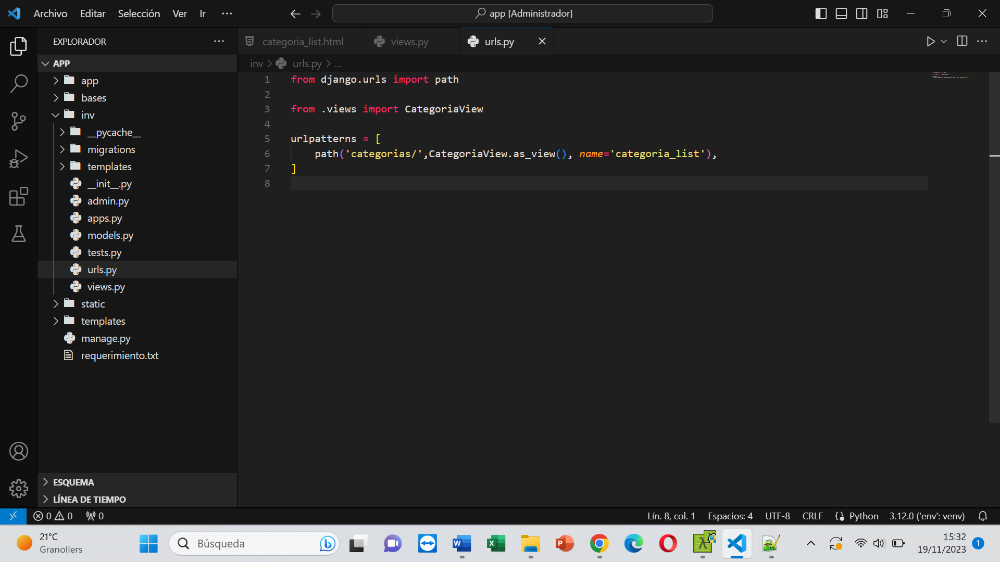 Archivo Editar Selección Ver Ir ··· app [Administrador]
EXPLORADOR ···
categoria_list.html views.py urls.py
inv > urls.py > ...
APP
app
bases
inv
__pycache__
migrations
templates
__init__.py
admin.py
apps.py
models.py
tests.py
urls.py
views.py
static
templates
manage.py
requerimiento.txt
ESQUEMA
LÍNEA DE TIEMPO
1 from django.urls import path
2
3 from .views import CategoriaView
4
5 urlpatterns = [
6     path('categorias/',CategoriaView.as_view(), name='categoria_list'),
7 ]
8
0 0 0 Lín. 8, col. 1 Espacios: 4 UTF-8 CRLF Python 3.12.0 ('env': venv)
21°C
Granollers
Búsqueda
15:32
19/11/2023
1